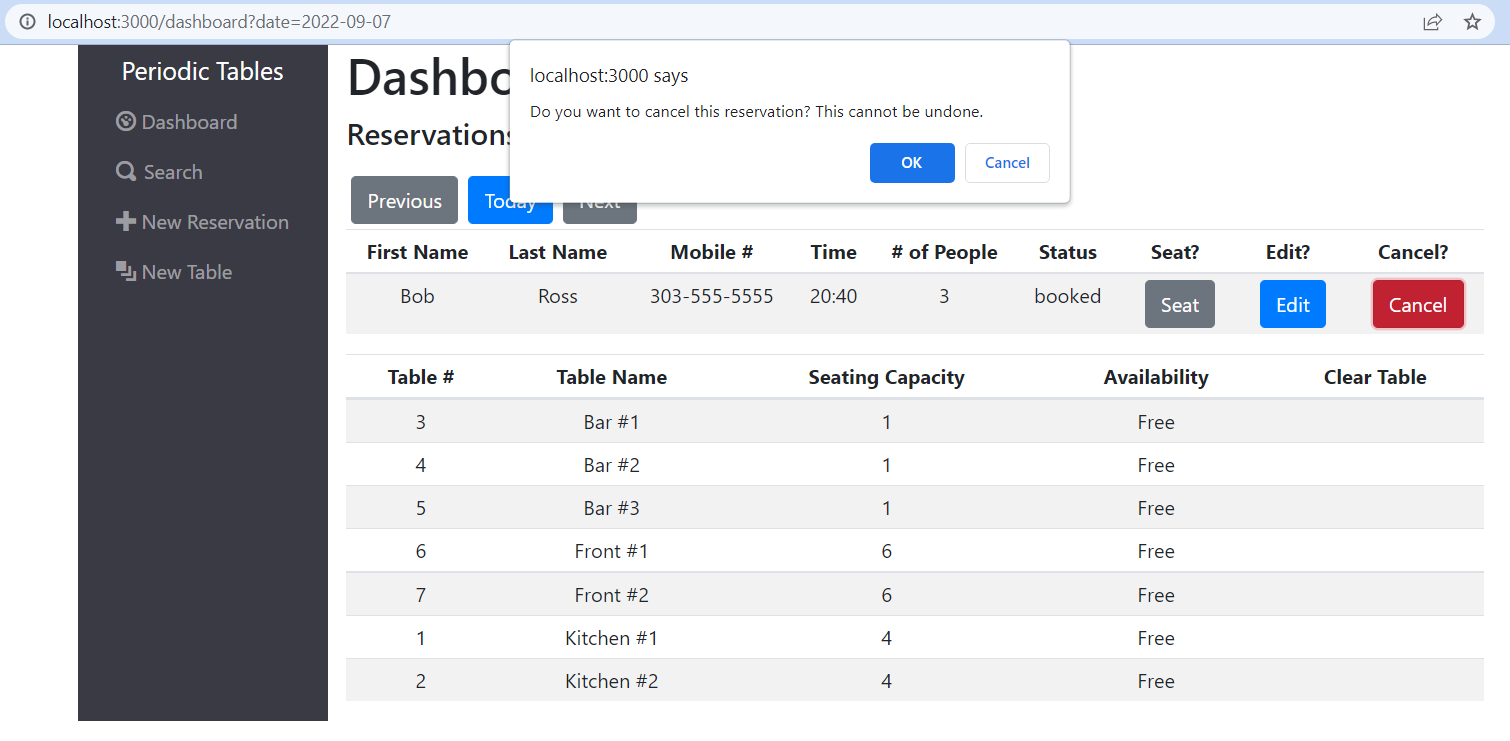 localhost:3000/dashboard?date=2022-09-07
Periodic Tables
Dashboard
Search
New Reservation
New Table
localhost:3000 says
Do you want to cancel this reservation? This cannot be undone.
OK Cancel
Reservations
Previous Today Next
First Name Last Name Mobile # Time # of People Status Seat? Edit? Cancel?
Bob Ross 303-555-5555 20:40 3 booked Seat Edit Cancel
Table # Table Name Seating Capacity Availability Clear Table
3 Bar #1 1 Free
4 Bar #2 1 Free
5 Bar #3 1 Free
6 Front #1 6 Free
7 Front #2 6 Free
1 Kitchen #1 4 Free
2 Kitchen #2 4 Free